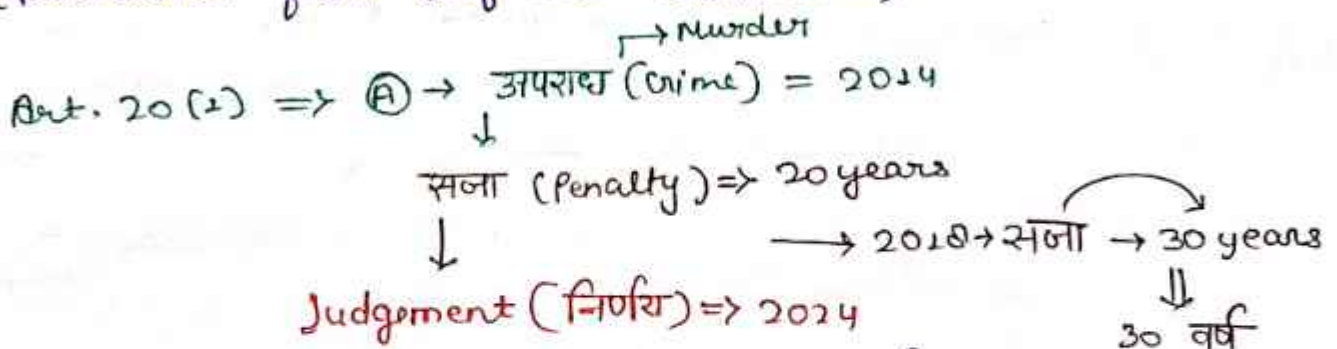 → Murder
Art. 20 (2) => Ⓐ → अपराध (crime) = 2014
↓
सजा (Penalty) => 20 years
↓
→ 2018 → सजा → 30 years
⇓
Judgement (निर्णय) => 2024
30 वर्ष